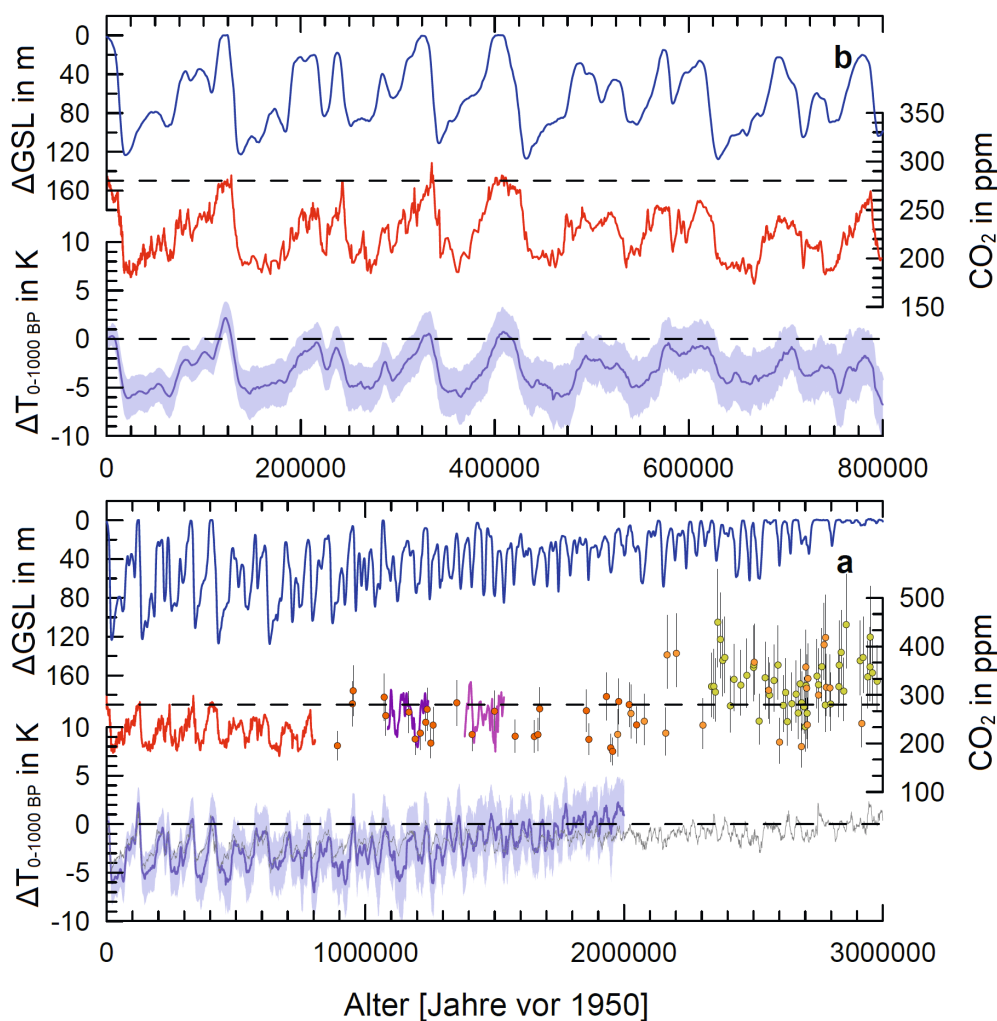 b
ΔGSL in m
0
40
80
120
160
CO₂ in ppm
350
300
250
200
150
ΔT₀₋₁₀₀₀ BP in K
10
5
0
-5
-10
0 200000 400000 600000 800000
a
ΔGSL in m
0
40
80
120
160
CO₂ in ppm
500
400
300
200
100
ΔT₀₋₁₀₀₀ BP in K
10
5
0
-5
-10
0 1000000 2000000 3000000
Alter [Jahre vor 1950]